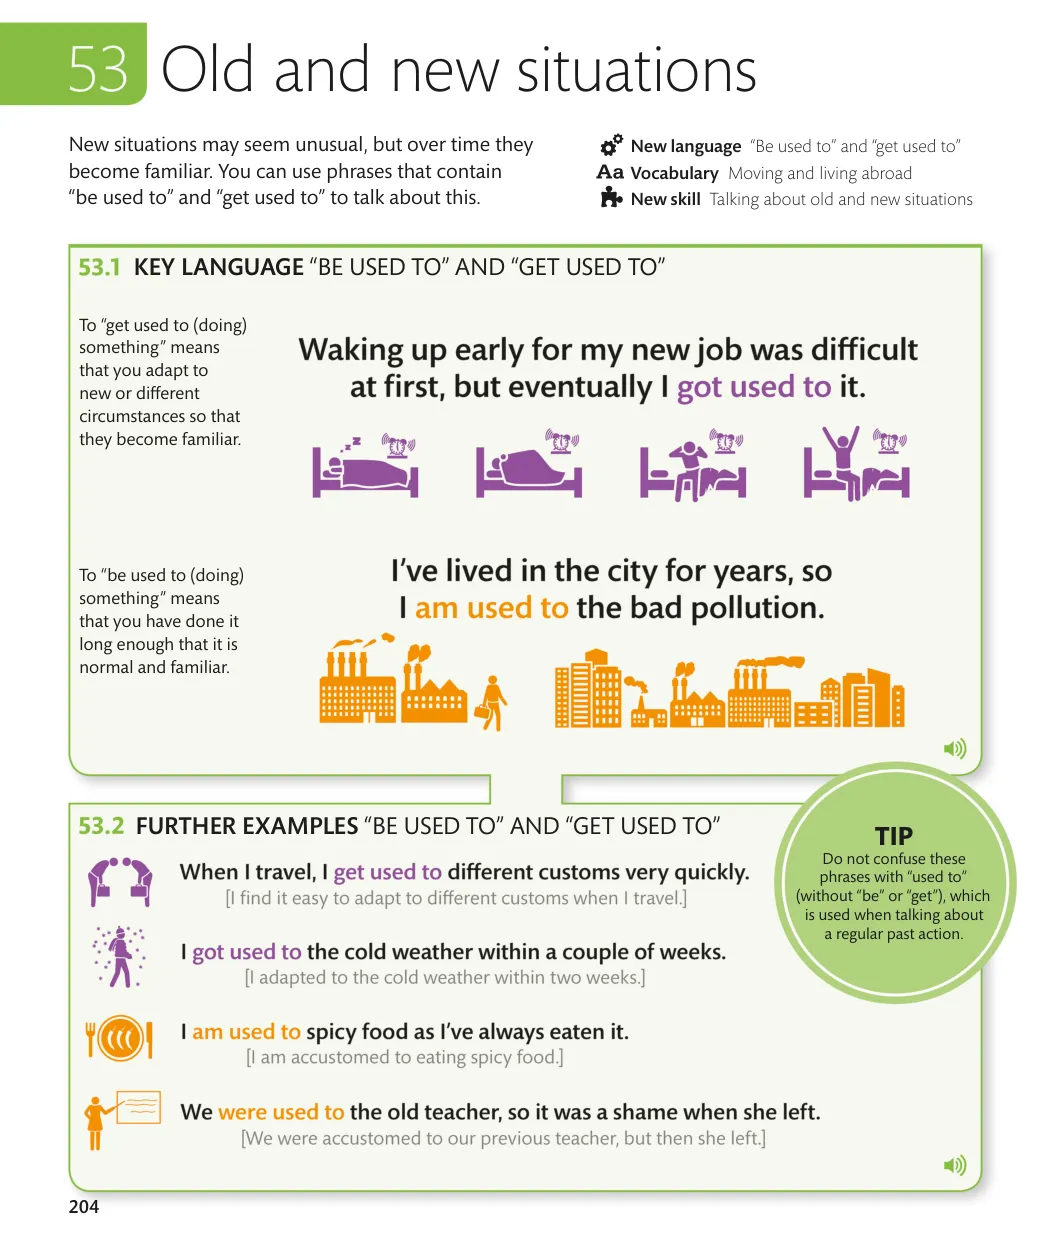 53 Old and new situations
New situations may seem unusual, but over time they
become familiar. You can use phrases that contain
“be used to” and “get used to” to talk about this.
New language “Be used to” and “get used to”
Aa Vocabulary Moving and living abroad
New skill Talking about old and new situations
53.1 KEY LANGUAGE “BE USED TO” AND “GET USED TO”
To “get used to (doing)
something” means
that you adapt to
new or different
circumstances so that
they become familiar.
Waking up early for my new job was difficult
at first, but eventually I got used to it.
z z z
To “be used to (doing)
something” means
that you have done it
long enough that it is
normal and familiar.
I’ve lived in the city for years, so
I am used to the bad pollution.
53.2 FURTHER EXAMPLES “BE USED TO” AND “GET USED TO”
When I travel, I get used to different customs very quickly.
[I find it easy to adapt to different customs when I travel.]
I got used to the cold weather within a couple of weeks.
[I adapted to the cold weather within two weeks.]
I am used to spicy food as I’ve always eaten it.
[I am accustomed to eating spicy food.]
We were used to the old teacher, so it was a shame when she left.
[We were accustomed to our previous teacher, but then she left.]
TIP
Do not confuse these
phrases with “used to”
(without “be” or “get”), which
is used when talking about
a regular past action.
204